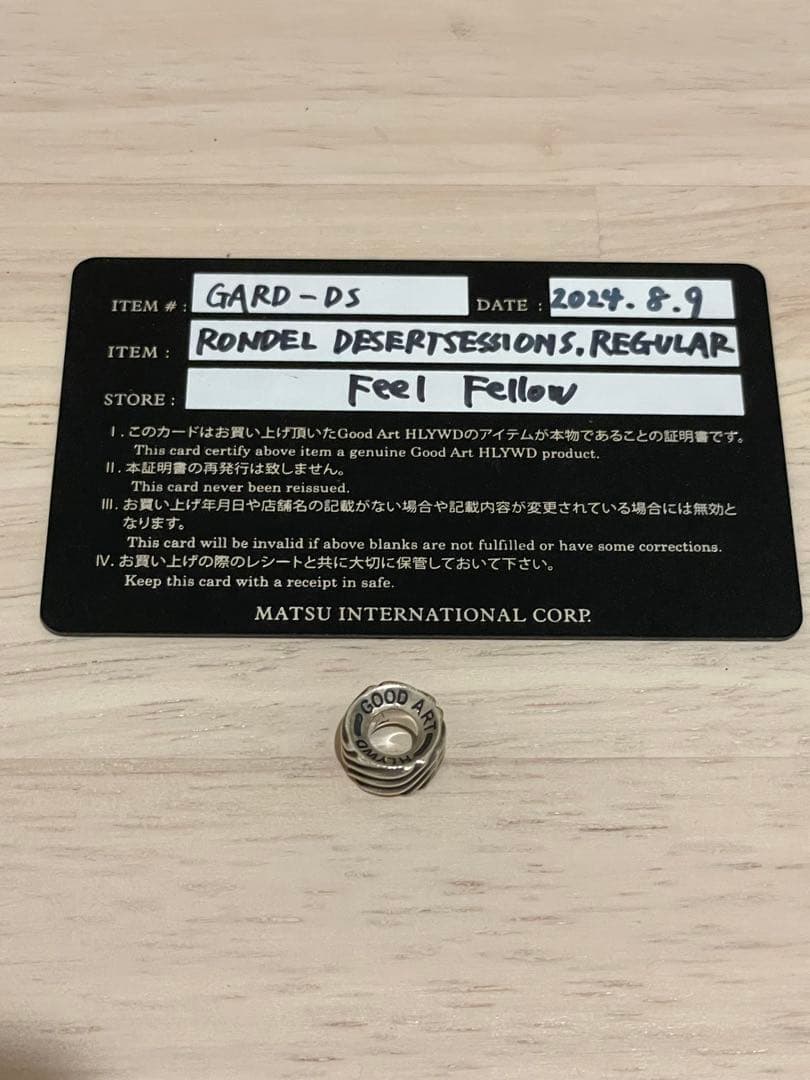 ITEM # : GARD-DS DATE : 2024.8.9
ITEM : RONDEL DESERTSESSIONS.REGULAR
STORE : Feel Fellow
I. このカードはお買い上げ頂いたGood Art HLYWDのアイテムが本物であることの証明書です。
This card certify above item a genuine Good Art HLYWD product.
II. 本証明書の再発行は致しません。
This card never been reissued.
III. お買い上げ年月日や店舗名の記載がない場合や記載内容が変更されている場合には無効と
なります。
This card will be invalid if above blanks are not fulfilled or have some corrections.
IV. お買い上げの際のレシートと共に大切に保管しておいて下さい。
Keep this card with a receipt in safe.
MATSU INTERNATIONAL CORP.
GOOD ART
HLYWD